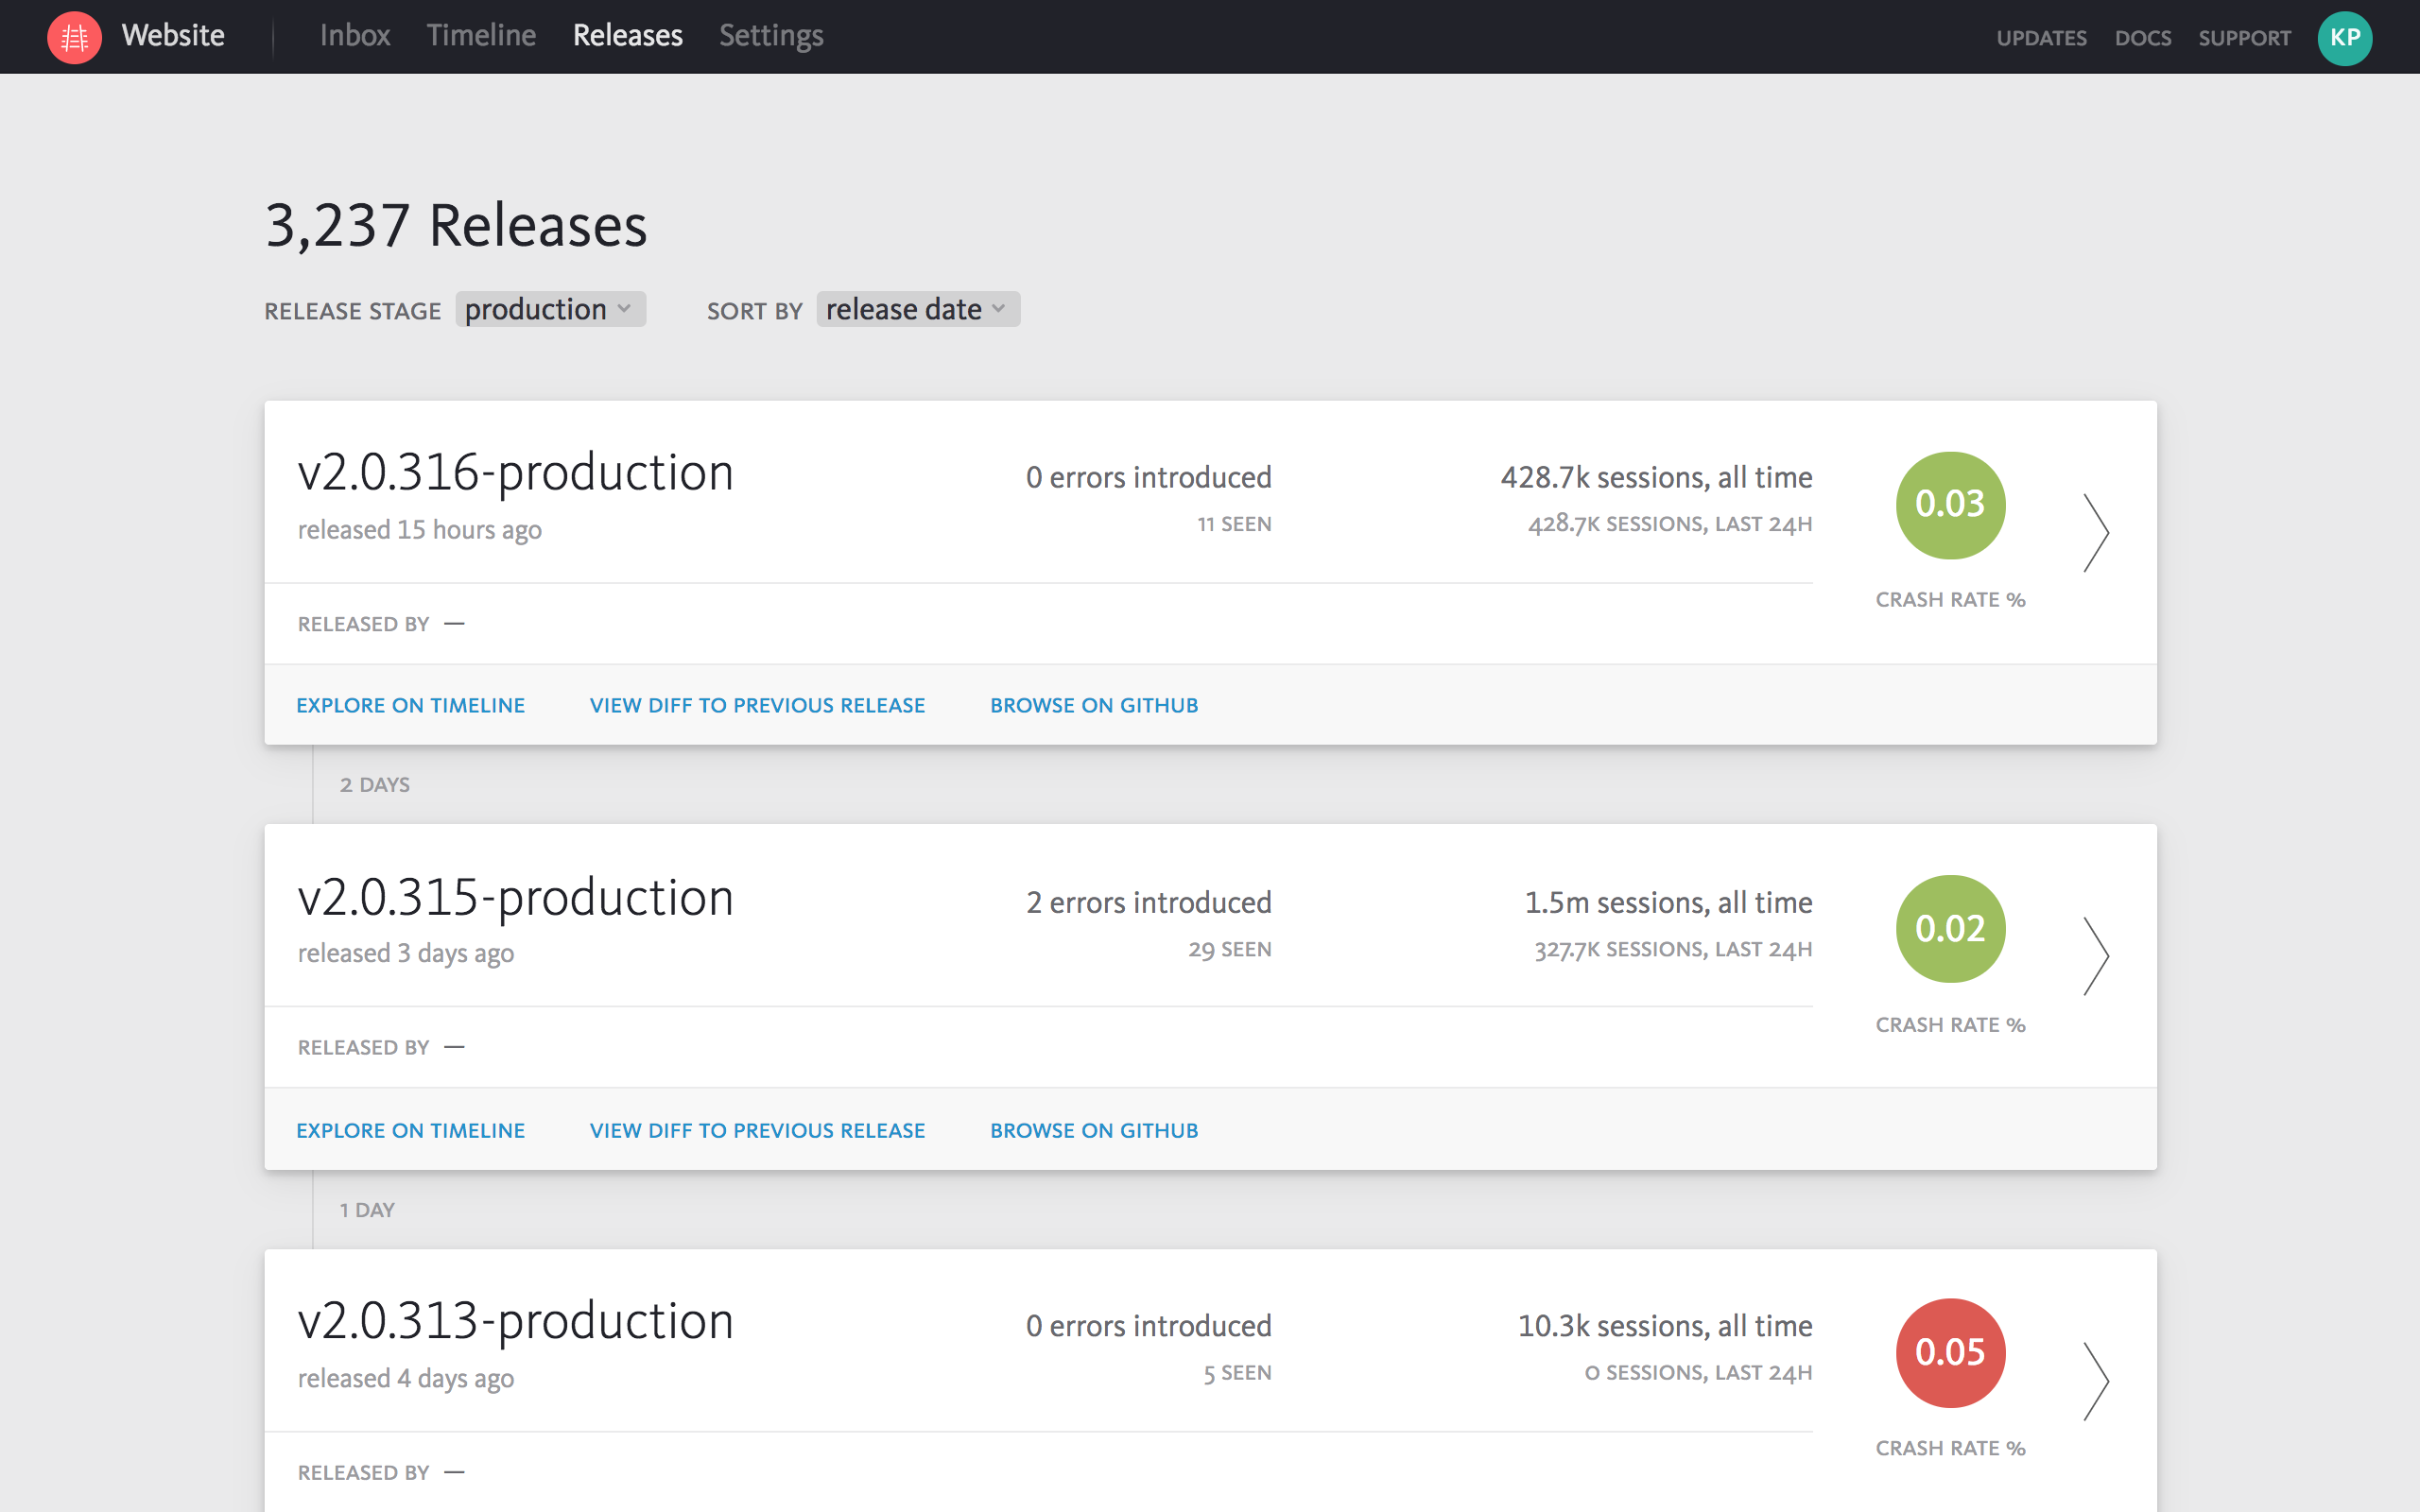 Website Inbox Timeline Releases Settings UPDATES DOCS SUPPORT KP
3,237 Releases
RELEASE STAGE production SORT BY release date
v2.0.316-production 0 errors introduced 428.7k sessions, all time 0.03
released 15 hours ago 11 SEEN 428.7K SESSIONS, LAST 24H
CRASH RATE %
RELEASED BY —
EXPLORE ON TIMELINE VIEW DIFF TO PREVIOUS RELEASE BROWSE ON GITHUB
2 DAYS
v2.0.315-production 2 errors introduced 1.5m sessions, all time 0.02
released 3 days ago 29 SEEN 327.7K SESSIONS, LAST 24H
CRASH RATE %
RELEASED BY —
EXPLORE ON TIMELINE VIEW DIFF TO PREVIOUS RELEASE BROWSE ON GITHUB
1 DAY
v2.0.313-production 0 errors introduced 10.3k sessions, all time 0.05
released 4 days ago 5 SEEN 0 SESSIONS, LAST 24H
CRASH RATE %
RELEASED BY —